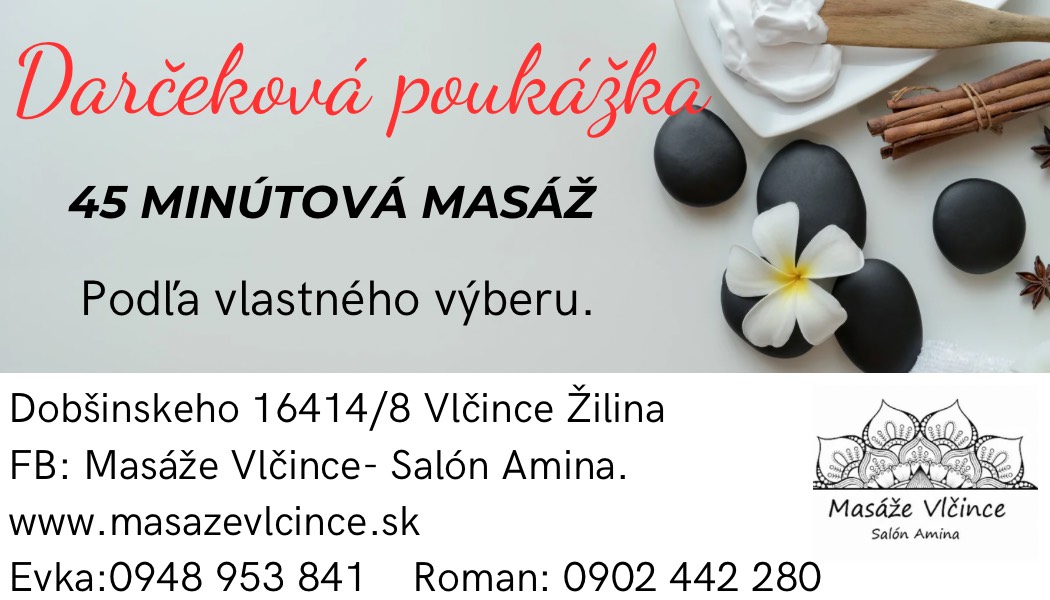 Darčeková poukážka
45 MINÚTOVÁ MASÁŽ
Podľa vlastného výberu.
Dobšinskeho 16414/8 Vlčince Žilina
FB: Masáže Vlčince- Salón Amina.
www.masazevlcince.sk
Evka:0948 953 841 Roman: 0902 442 280
Masáže Vlčince
Salón Amina